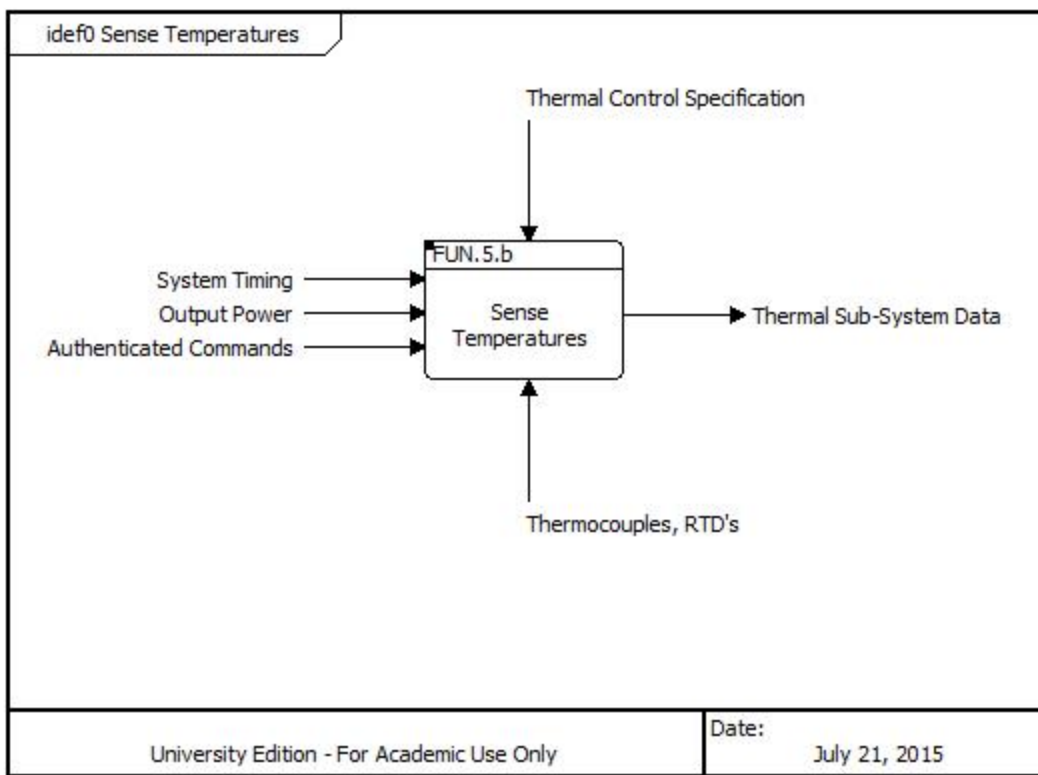 idef0 Sense Temperatures
Thermal Control Specification
FUN.5.b
System Timing
Output Power
Authenticated Commands
Sense
Temperatures
Thermal Sub-System Data
Thermocouples, RTD's
University Edition - For Academic Use Only
Date:
July 21, 2015